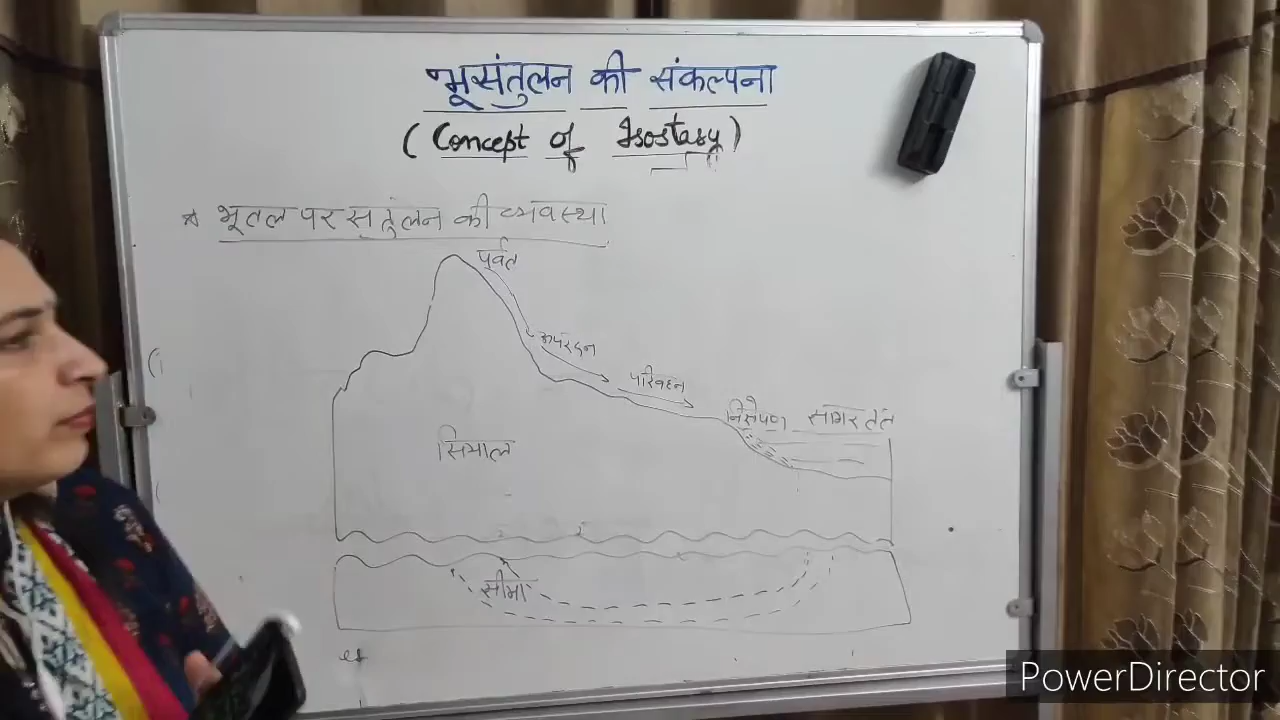 भूसंतुलन की संकल्पना
(Concept of Isostasy)
* भूतल पर संतुलन की व्यवस्था
पर्वत
अपरदन
परिवहन
निक्षेपण सागर तल
सियाल
सीमा
PowerDirector